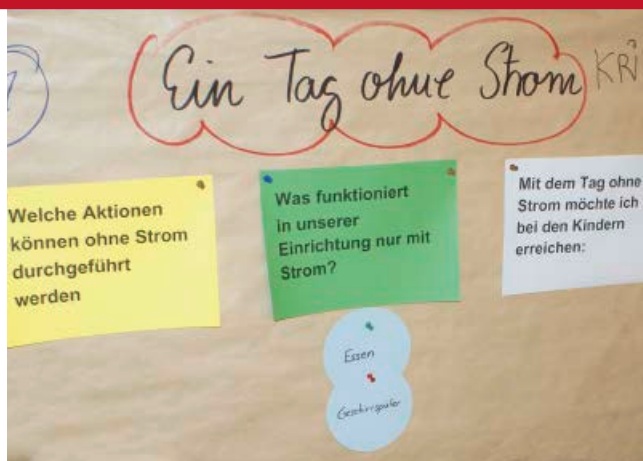 Ein Tag ohne Strom
KRI
Welche Aktionen
können ohne Strom
durchgeführt
werden
Was funktioniert
in unserer
Einrichtung nur mit
Strom?
Mit dem Tag ohne
Strom möchte ich
bei den Kindern
erreichen:
Essen
Geschirrspüler